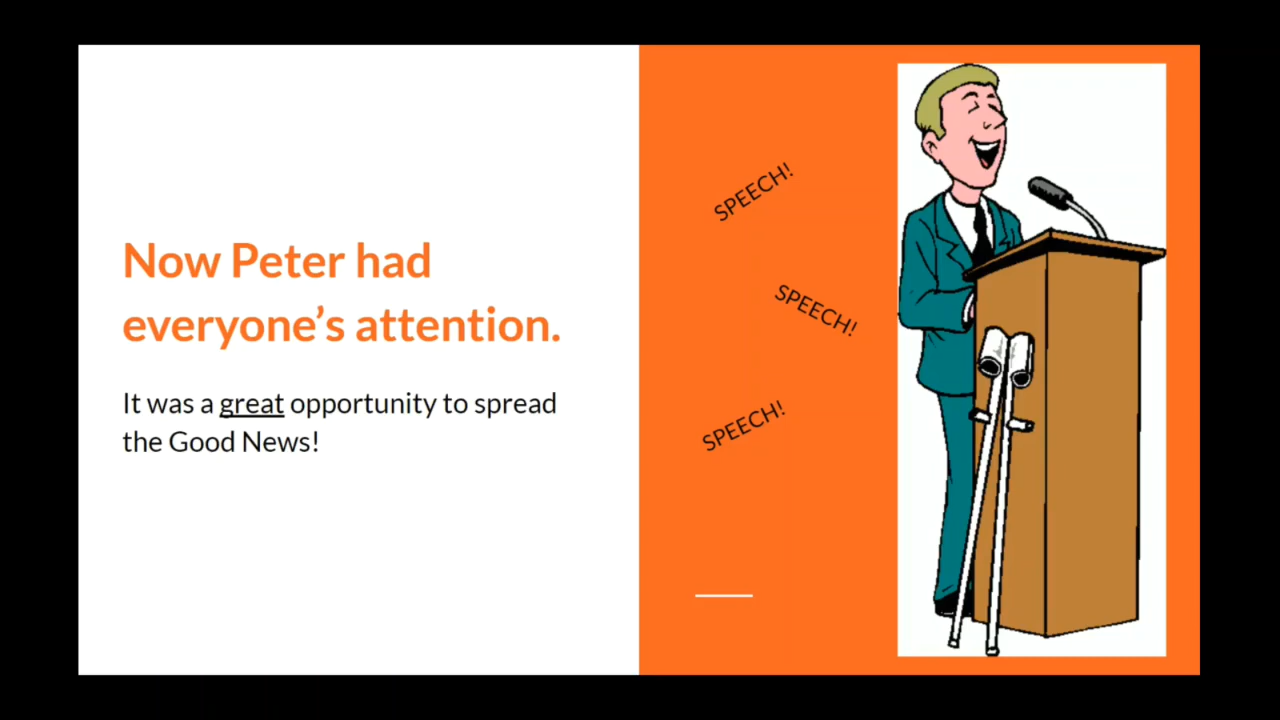 Now Peter had
everyone’s attention.
It was a great opportunity to spread
the Good News!
SPEECH!
SPEECH!
SPEECH!